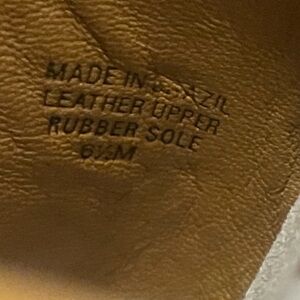 MADE IN BRAZIL
LEATHER UPPER
RUBBER SOLE
6½M